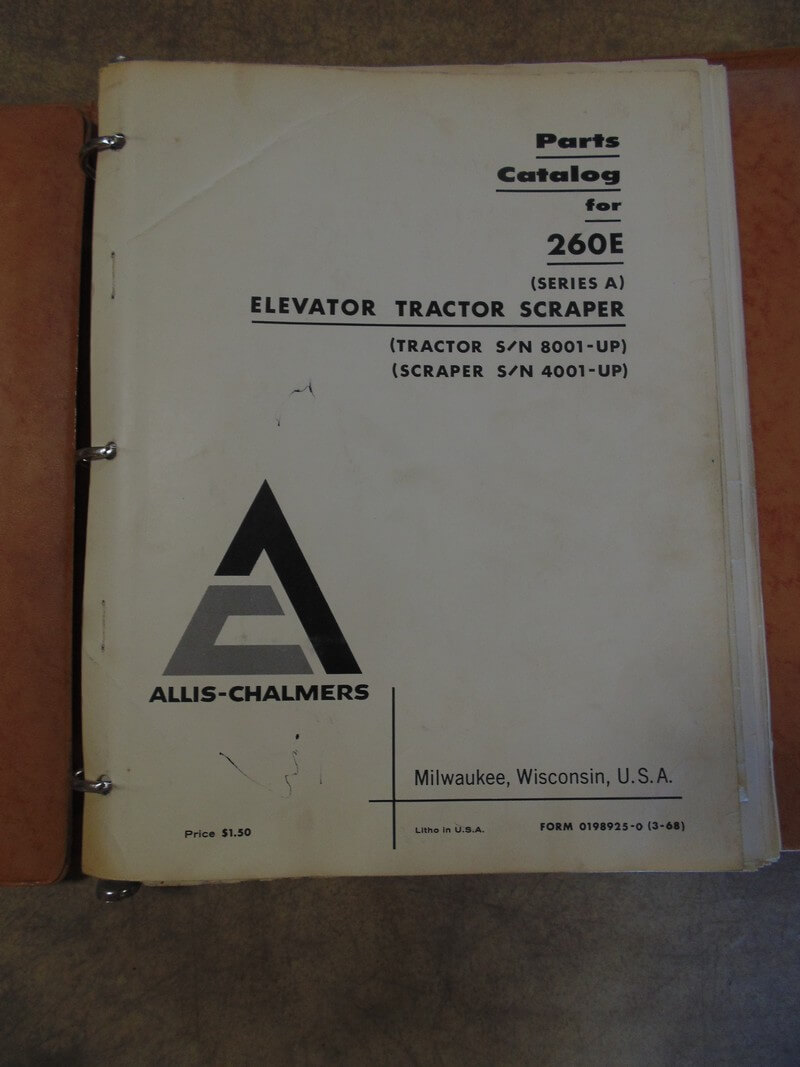 Parts
Catalog
for
260E
(SERIES A)
ELEVATOR TRACTOR SCRAPER
(TRACTOR S/N 8001-UP)
(SCRAPER S/N 4001-UP)
ALLIS-CHALMERS
Milwaukee, Wisconsin, U.S.A.
Price $1.50
Litho in U.S.A.
FORM 0198925-0 (3-68)